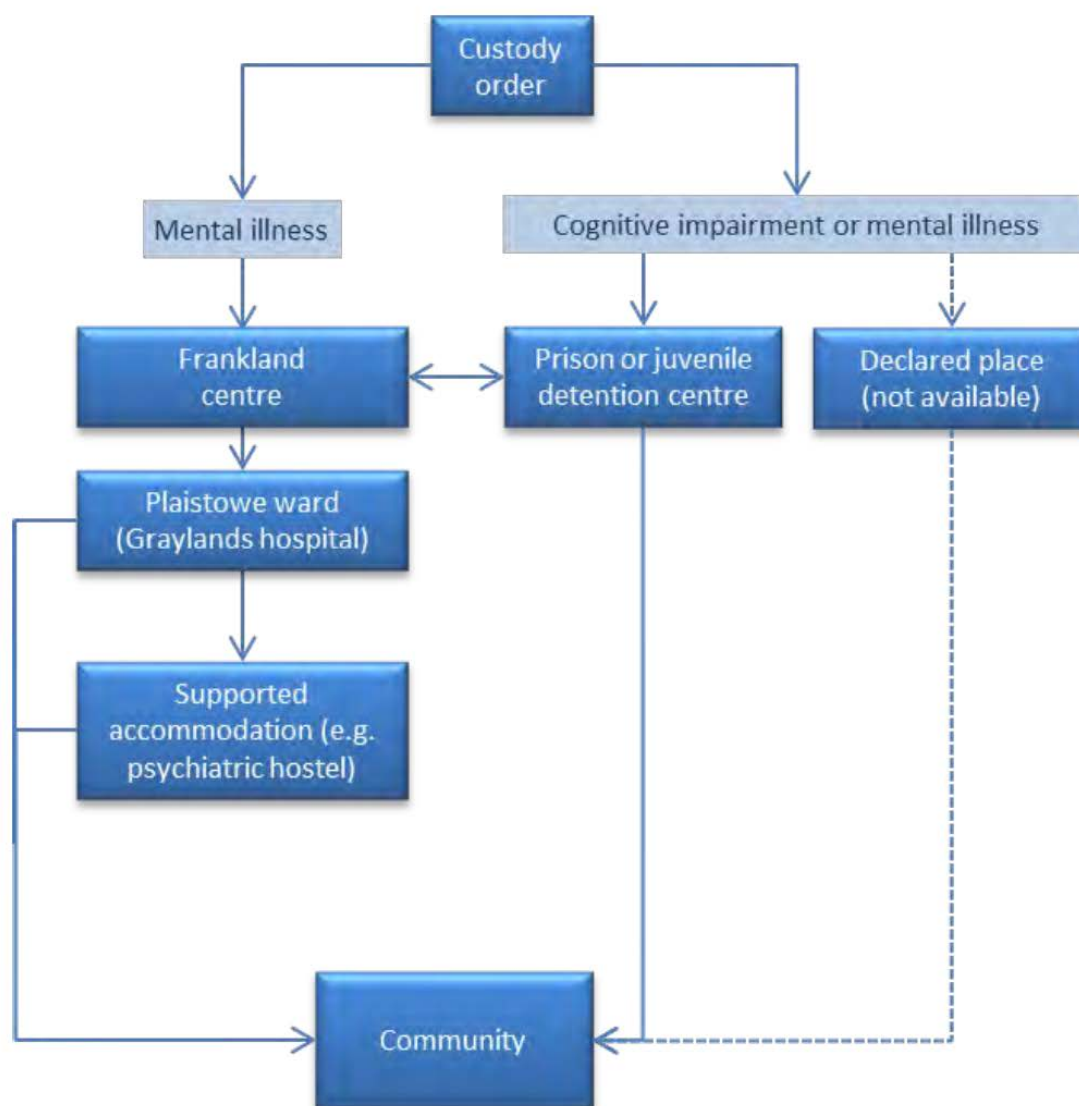 Custody
order
Mental illness
Cognitive impairment or mental illness
Frankland
centre
Prison or juvenile
detention centre
Declared place
(not available)
Plaistowe ward
(Graylands hospital)
Supported
accommodation (e.g.
psychiatric hostel)
Community